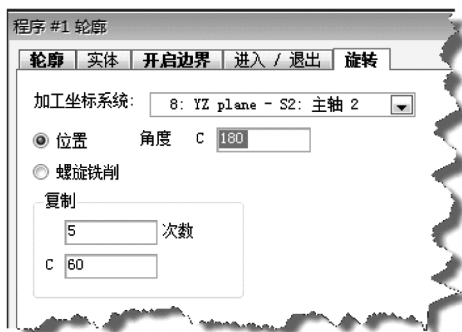 程序 #1 轮廓
轮廓 实体 开启边界 进入 / 退出 旋转
加工坐标系统: 8: YZ plane - S2: 主轴 2
位置 角度 C 180
螺旋铣削
复制
5 次数
C 60